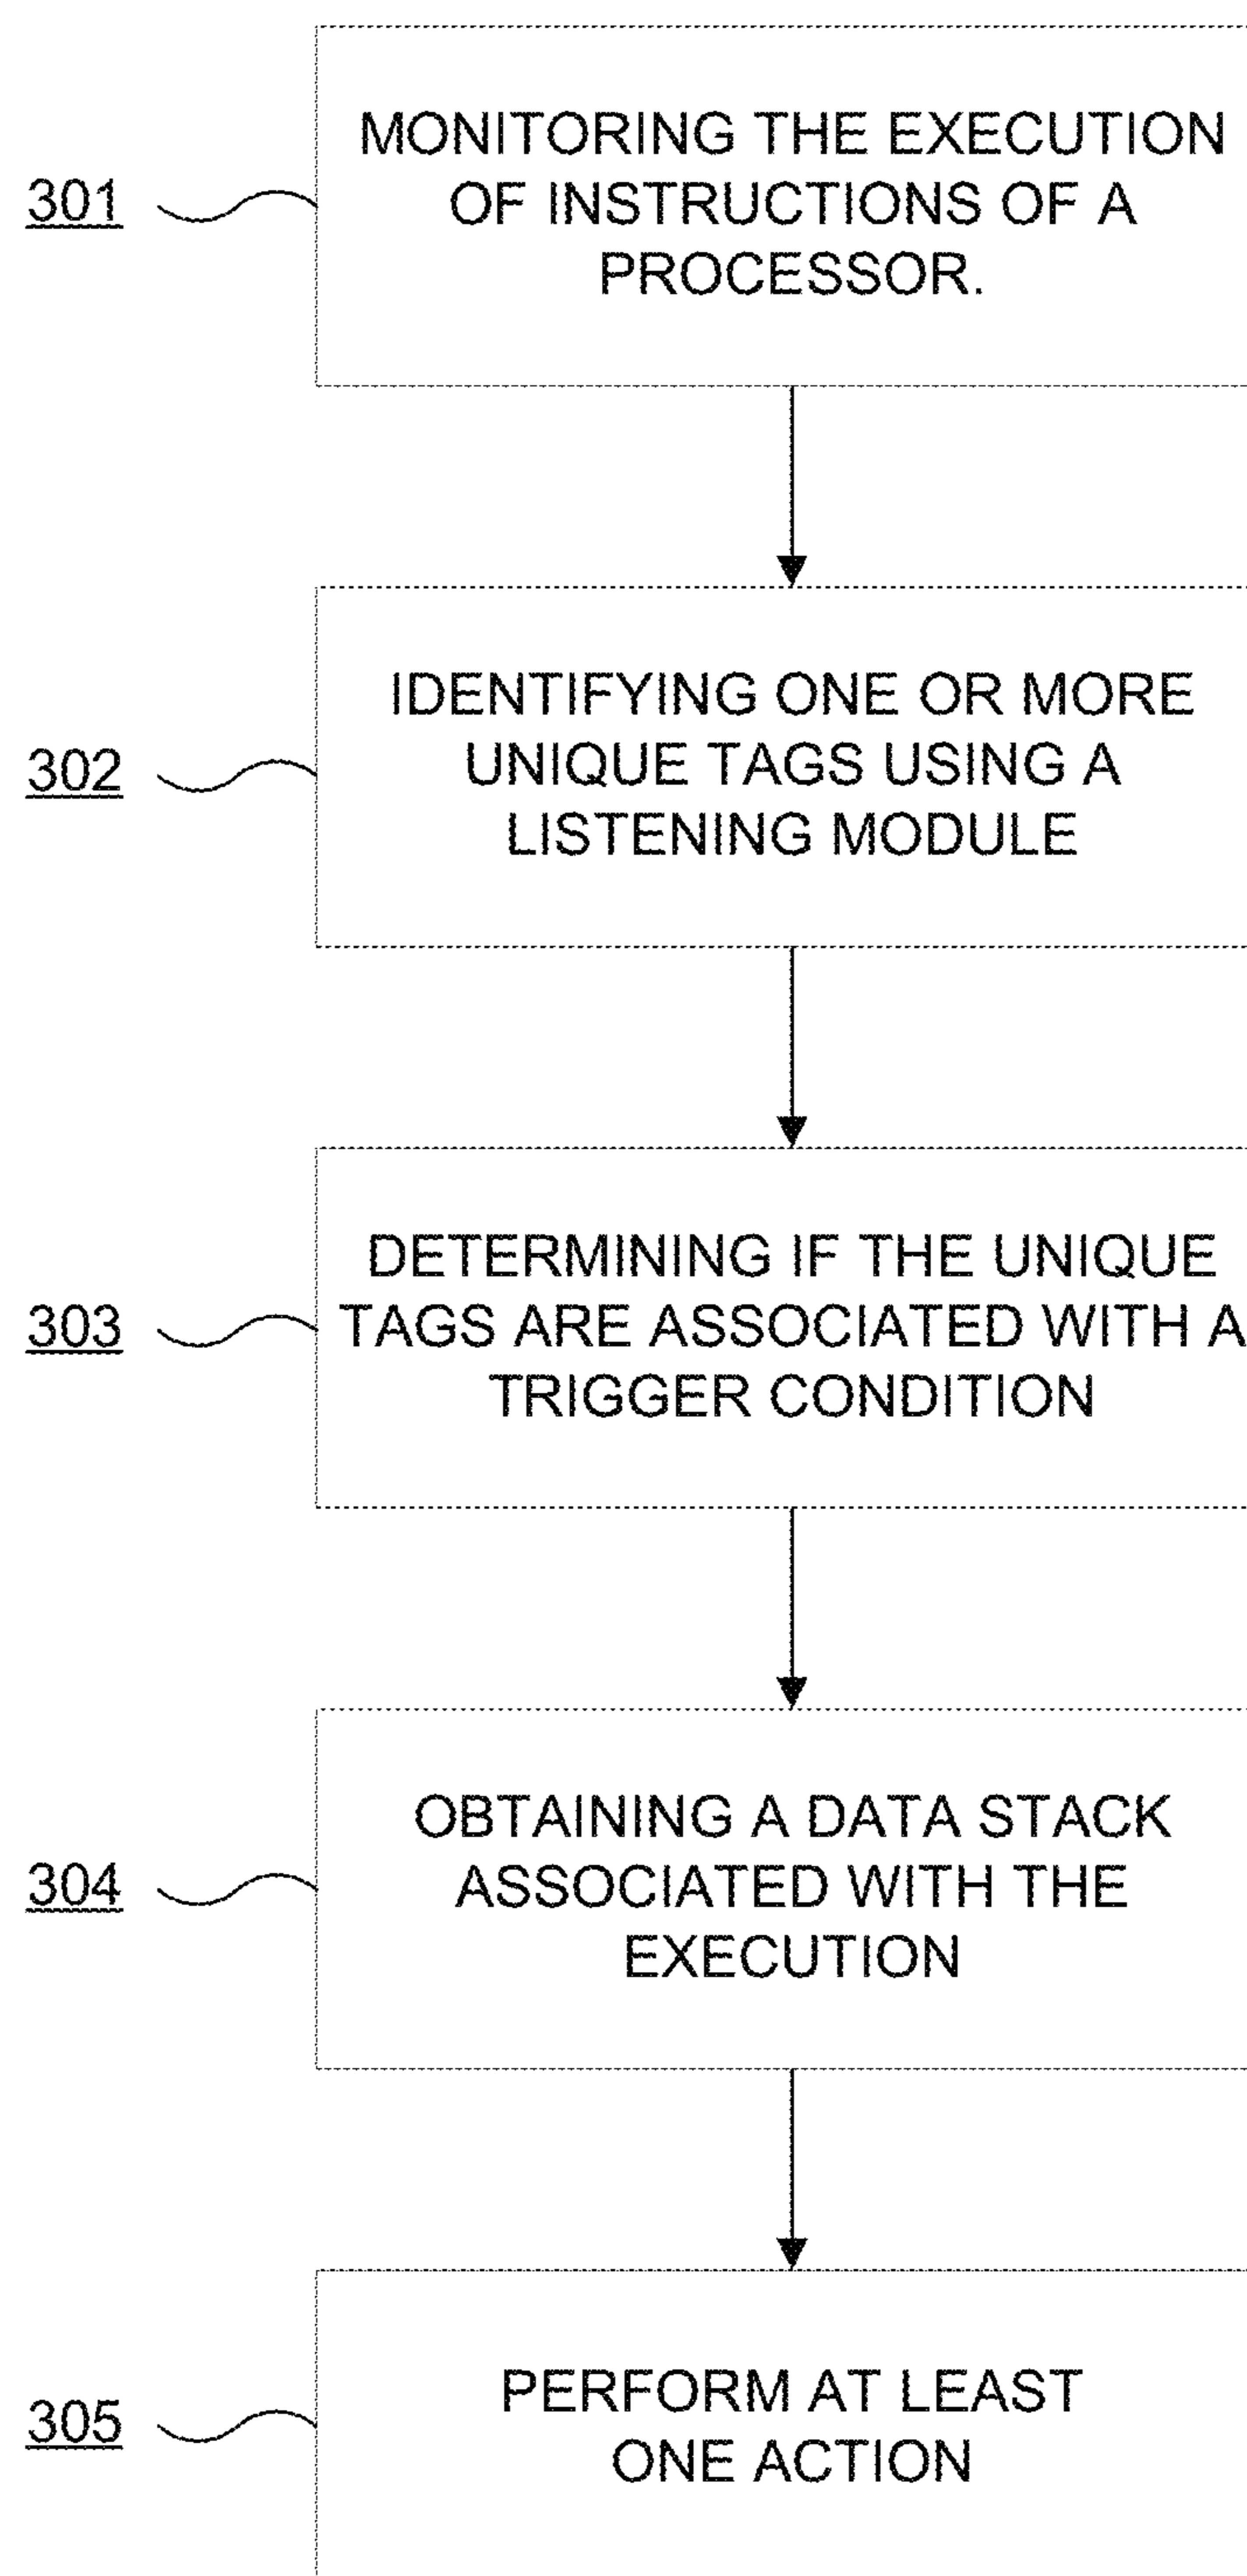 301
MONITORING THE EXECUTION
OF INSTRUCTIONS OF A
PROCESSOR.
302
IDENTIFYING ONE OR MORE
UNIQUE TAGS USING A
LISTENING MODULE
303
DETERMINING IF THE UNIQUE
TAGS ARE ASSOCIATED WITH A
TRIGGER CONDITION
304
OBTAINING A DATA STACK
ASSOCIATED WITH THE
EXECUTION
305
PERFORM AT LEAST
ONE ACTION